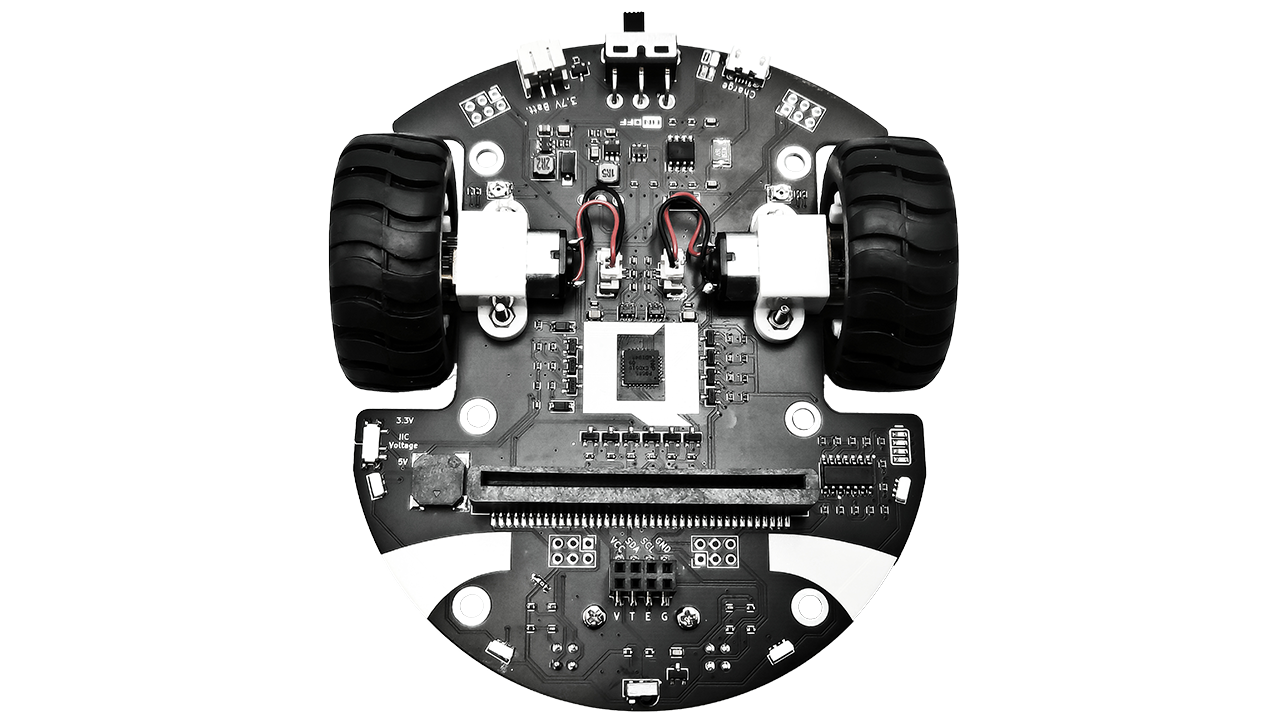 3.7V Batt.
Charge
OFF
2R2
1R5
3.3V
IIC
Voltage
5V
VCC SDA SCL GND
V T E G